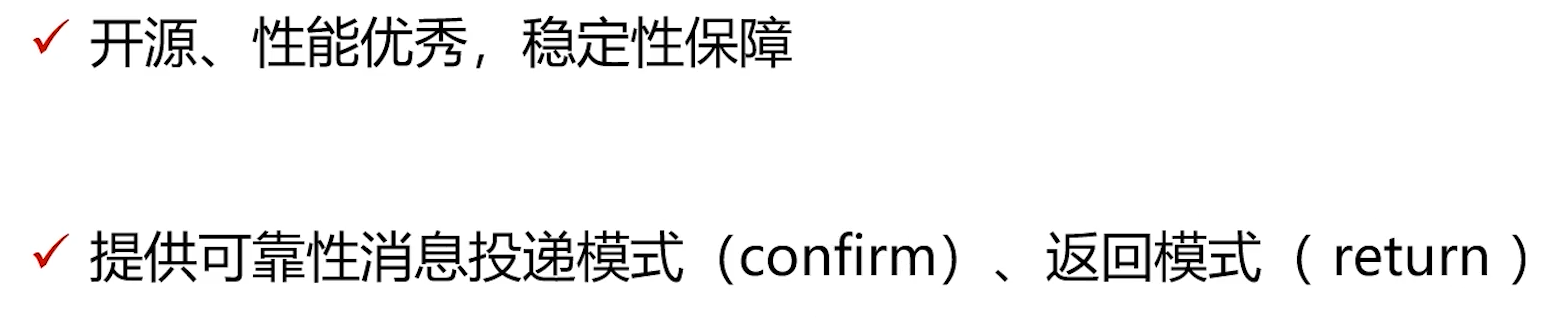 ✓ 开源、性能优秀，稳定性保障
✓ 提供可靠性消息投递模式（confirm）、返回模式（ return ）